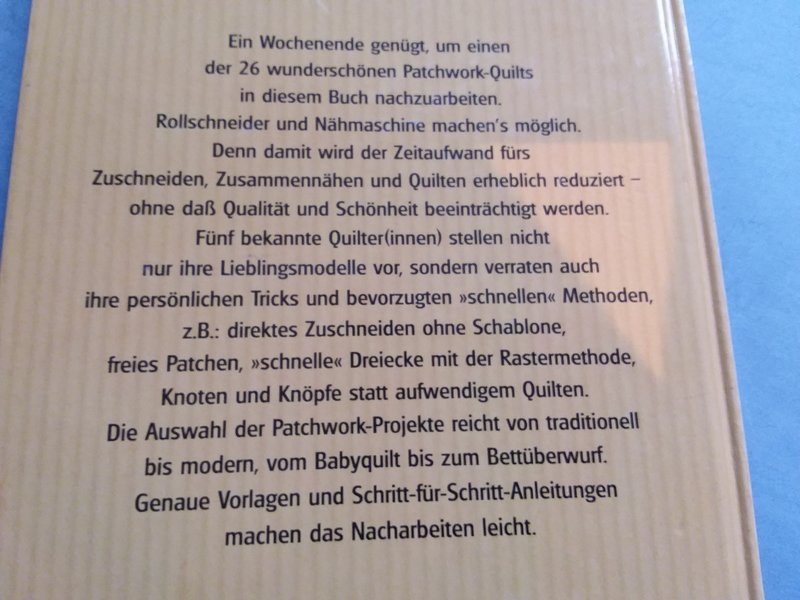 Ein Wochenende genügt, um einen
der 26 wunderschönen Patchwork-Quilts
in diesem Buch nachzuarbeiten.
Rollschneider und Nähmaschine machen's möglich.
Denn damit wird der Zeitaufwand fürs
Zuschneiden, Zusammennähen und Quilten erheblich reduziert –
ohne daß Qualität und Schönheit beeinträchtigt werden.
Fünf bekannte Quilter(innen) stellen nicht
nur ihre Lieblingsmodelle vor, sondern verraten auch
ihre persönlichen Tricks und bevorzugten »schnellen« Methoden,
z.B.: direktes Zuschneiden ohne Schablone,
freies Patchen, »schnelle« Dreiecke mit der Rastermethode,
Knoten und Knöpfe statt aufwendigem Quilten.
Die Auswahl der Patchwork-Projekte reicht von traditionell
bis modern, vom Babyquilt bis zum Bettüberwurf.
Genaue Vorlagen und Schritt-für-Schritt-Anleitungen
machen das Nacharbeiten leicht.